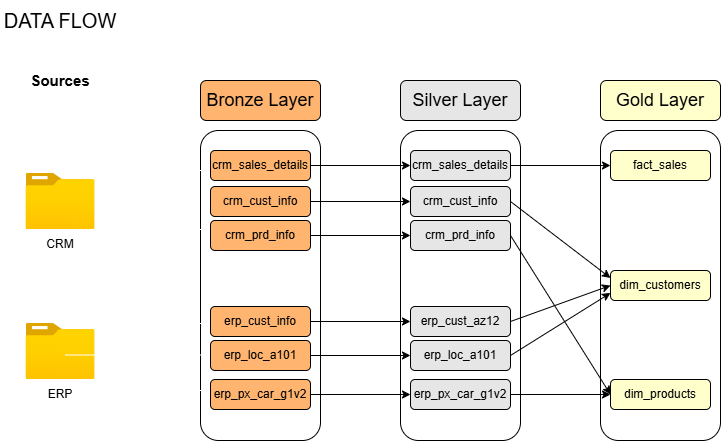 DATA FLOW
Sources
Bronze Layer
Silver Layer
Gold Layer
crm_sales_details
crm_sales_details
fact_sales
crm_cust_info
crm_cust_info
CRM
crm_prd_info
crm_prd_info
dim_customers
erp_cust_info
erp_cust_az12
erp_loc_a101
erp_loc_a101
ERP
erp_px_car_g1v2
erp_px_car_g1v2
dim_products